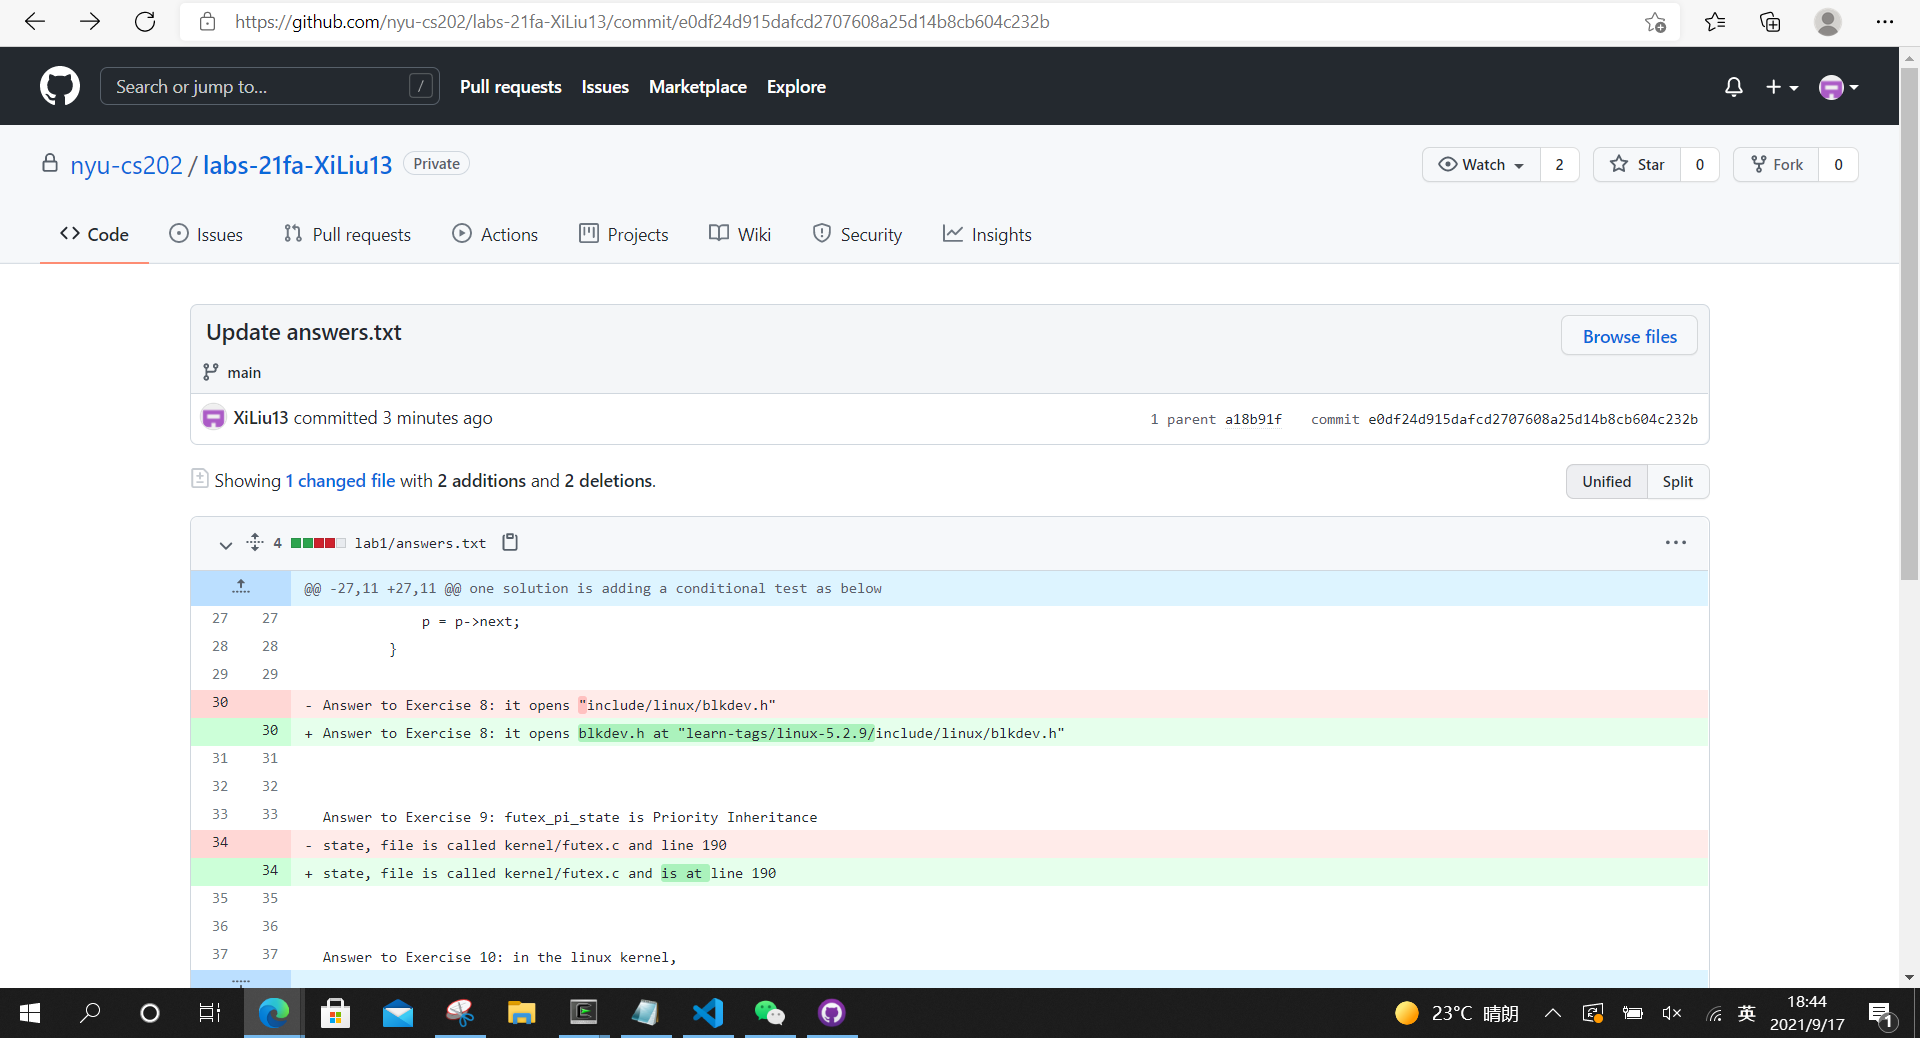 https://github.com/nyu-cs202/labs-21fa-XiLiu13/commit/e0df24d915dafcd2707608a25d14b8cb604c232b
Search or jump to... / Pull requests Issues Marketplace Explore
nyu-cs202 / labs-21fa-XiLiu13 Private Watch 2 Star 0 Fork 0
Code Issues Pull requests Actions Projects Wiki Security Insights
Update answers.txt Browse files
main
XiLiu13 committed 3 minutes ago 1 parent a18b91f commit e0df24d915dafcd2707608a25d14b8cb604c232b
Showing 1 changed file with 2 additions and 2 deletions. Unified Split
4 lab1/answers.txt
@@ -27,11 +27,11 @@ one solution is adding a conditional test as below
27 27 p = p->next;
28 28 }
29 29
30 - Answer to Exercise 8: it opens "include/linux/blkdev.h"
30 + Answer to Exercise 8: it opens blkdev.h at "learn-tags/linux-5.2.9/include/linux/blkdev.h"
31 31
32 32
33 33 Answer to Exercise 9: futex_pi_state is Priority Inheritance
34 - state, file is called kernel/futex.c and line 190
34 + state, file is called kernel/futex.c and is at line 190
35 35
36 36
37 37 Answer to Exercise 10: in the linux kernel,
23°C 晴朗 英 18:44
2021/9/17 1